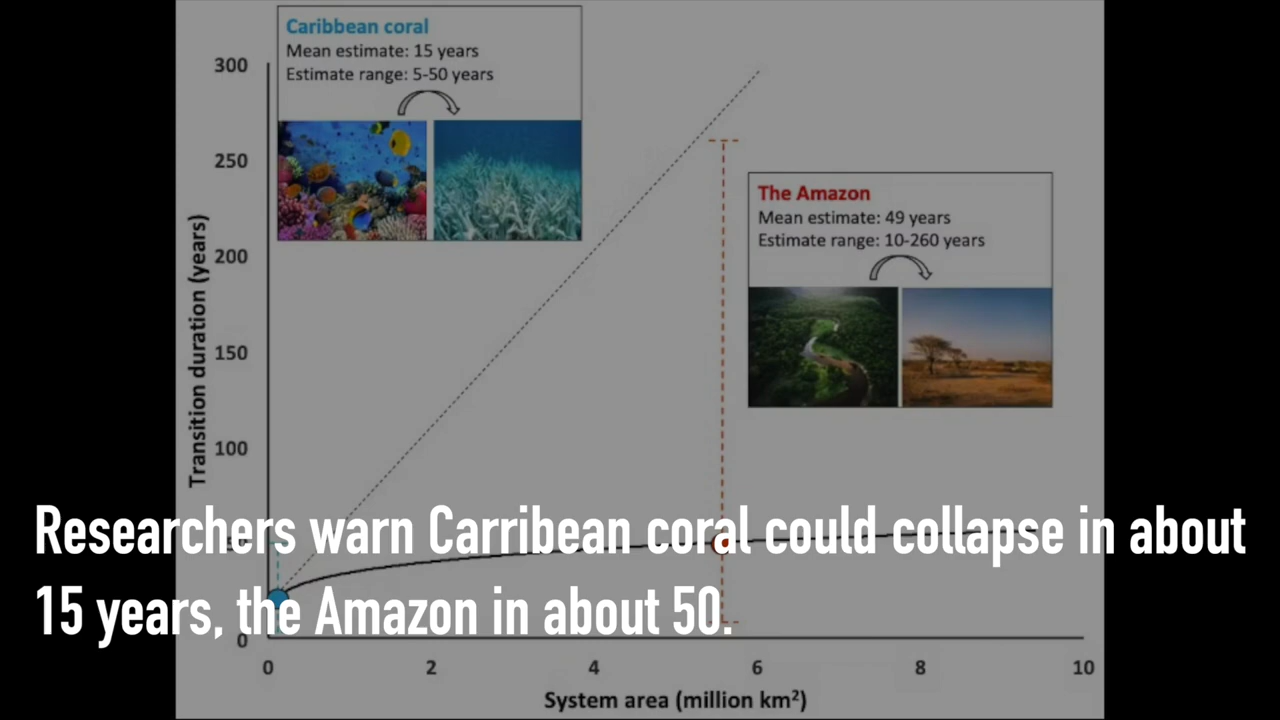 Caribbean coral
Mean estimate: 15 years
Estimate range: 5-50 years
300
250
200
150
100
0
Transition duration (years)
The Amazon
Mean estimate: 49 years
Estimate range: 10-260 years
Researchers warn Carribean coral could collapse in about
15 years, the Amazon in about 50.
0 2 4 6 8 10
System area (million km²)